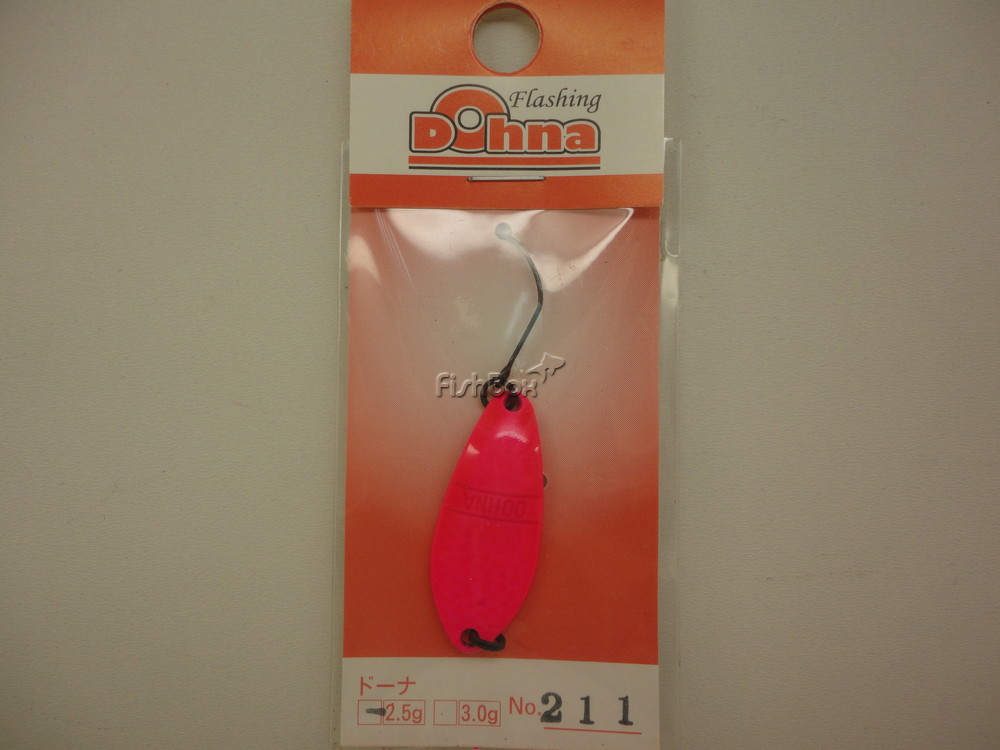 Flashing
Dohna
FishBox
DOHNA
ドーナ
2.5g 3.0g No. 211